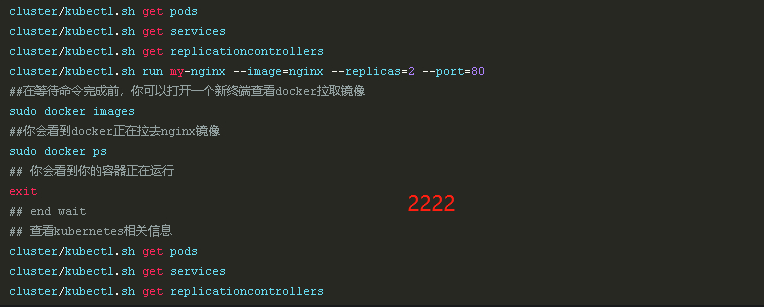 cluster/kubectl.sh get pods
cluster/kubectl.sh get services
cluster/kubectl.sh get replicationcontrollers
cluster/kubectl.sh run my-nginx --image=nginx --replicas=2 --port=80
##在等待命令完成前，你可以打开一个新终端查看docker拉取镜像
sudo docker images
##你会看到docker正在拉去nginx镜像
sudo docker ps
## 你会看到你的容器正在运行
exit
2222
## end wait
## 查看kubernetes相关信息
cluster/kubectl.sh get pods
cluster/kubectl.sh get services
cluster/kubectl.sh get replicationcontrollers